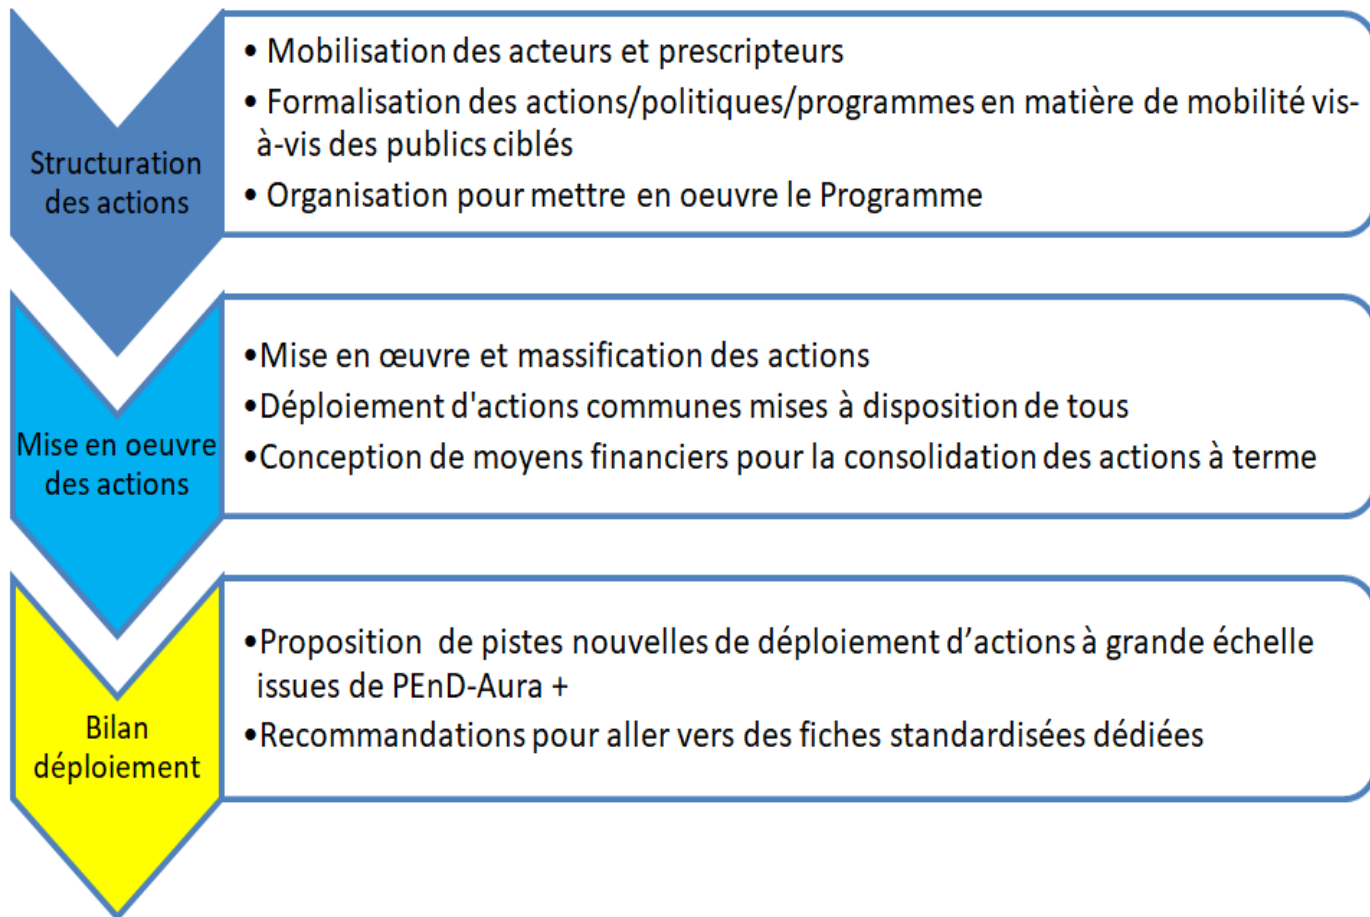 Structuration
des actions
• Mobilisation des acteurs et prescripteurs
• Formalisation des actions/politiques/programmes en matière de mobilité vis-
à-vis des publics ciblés
• Organisation pour mettre en oeuvre le Programme
Mise en oeuvre
des actions
•Mise en œuvre et massification des actions
•Déploiement d'actions communes mises à disposition de tous
•Conception de moyens financiers pour la consolidation des actions à terme
Bilan
déploiement
•Proposition de pistes nouvelles de déploiement d’actions à grande échelle
issues de PEnD-Aura +
•Recommandations pour aller vers des fiches standardisées dédiées